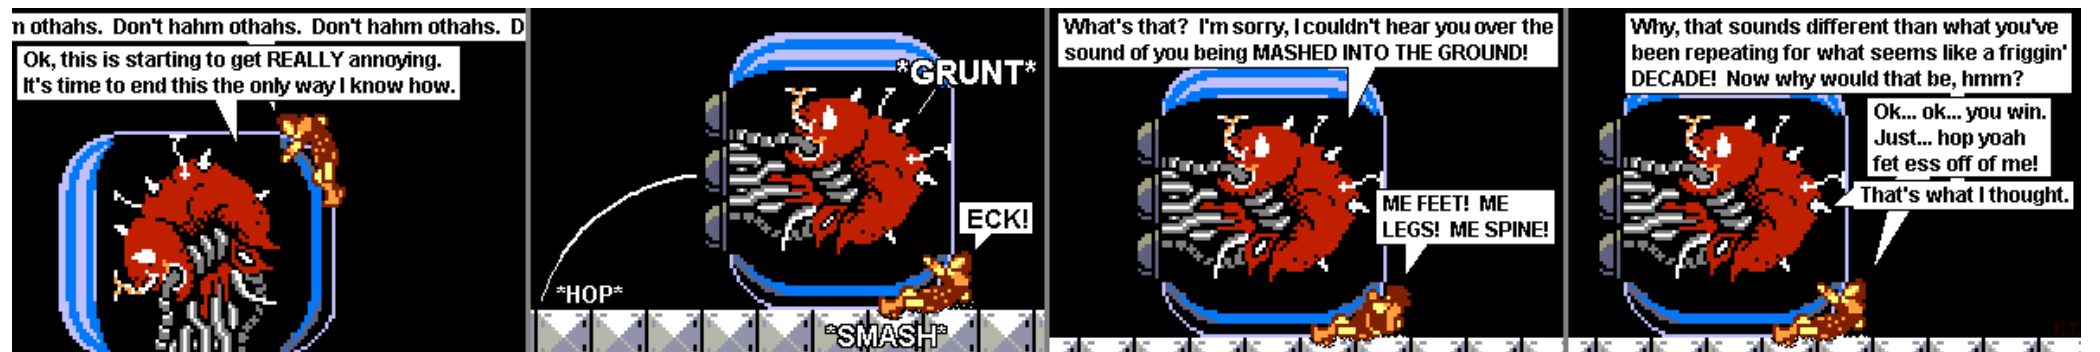 n othahs.  Don't hahm othahs.  Don't hahm othahs.  D
Ok, this is starting to get REALLY annoying.
It's time to end this the only way I know how.
*GRUNT*
ECK!
*HOP*
*SMASH*
What's that?  I'm sorry, I couldn't hear you over the
sound of you being MASHED INTO THE GROUND!
ME FEET!  ME
LEGS!  ME SPINE!
Why, that sounds different than what you've
been repeating for what seems like a friggin'
DECADE!  Now why would that be, hmm?
Ok... ok... you win.
Just... hop yoah
fet ess off of me!
That's what I thought.